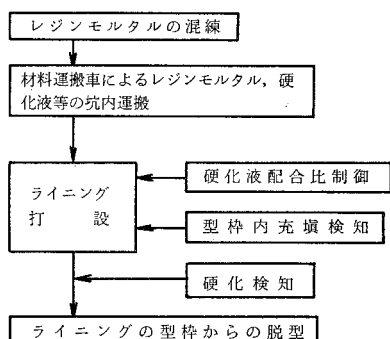 レジンモルタルの混練
材料運搬車によるレジンモルタル,硬
化液等の坑内運搬
ライニング
打設
硬化液配合比制御
型枠内充塡検知
硬化検知
ライニングの型枠からの脱型